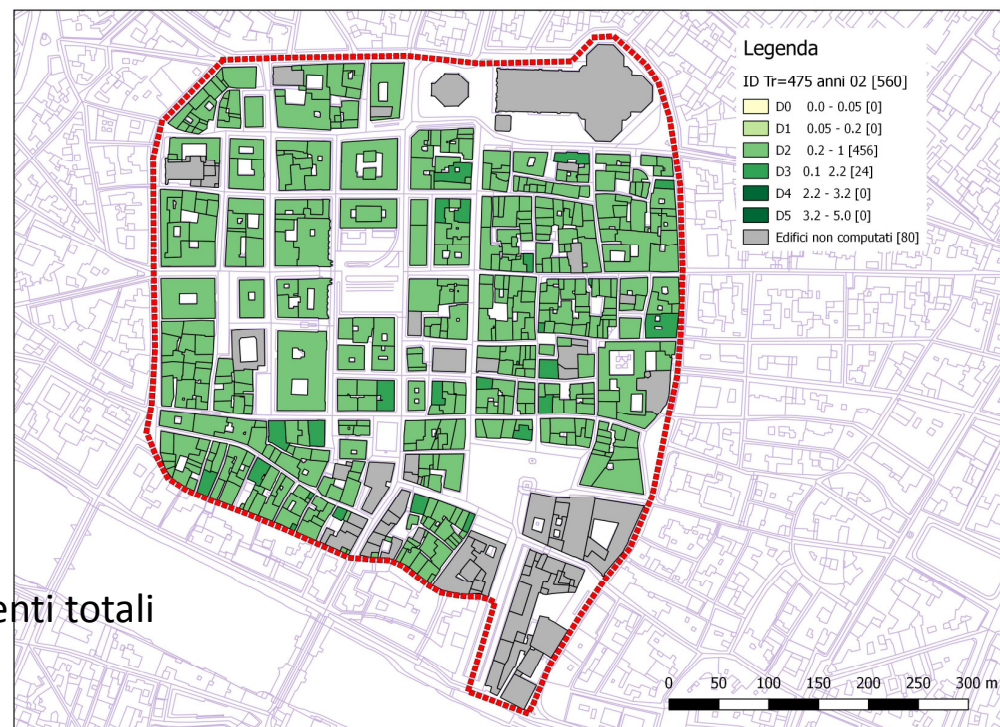 Legenda
ID Tr=475 anni 02 [560]
D0 0.0 - 0.05 [0]
D1 0.05 - 0.2 [0]
D2 0.2 - 1 [456]
D3 0.1 2.2 [24]
D4 2.2 - 3.2 [0]
D5 3.2 - 5.0 [0]
Edifici non computati [80]
enti totali
0 50 100 150 200 250 300 m